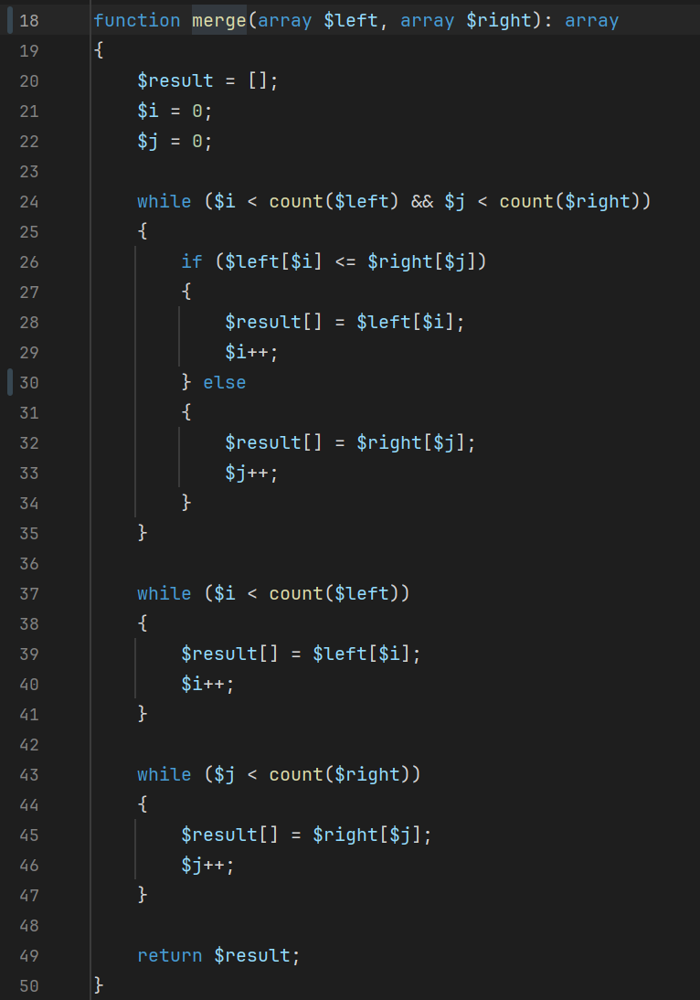 18 function merge(array $left, array $right): array
19 {
20     $result = [];
21     $i = 0;
22     $j = 0;
23
24     while ($i < count($left) && $j < count($right))
25     {
26         if ($left[$i] <= $right[$j])
27         {
28             $result[] = $left[$i];
29             $i++;
30         } else
31         {
32             $result[] = $right[$j];
33             $j++;
34         }
35     }
36
37     while ($i < count($left))
38     {
39         $result[] = $left[$i];
40         $i++;
41     }
42
43     while ($j < count($right))
44     {
45         $result[] = $right[$j];
46         $j++;
47     }
48
49     return $result;
50 }